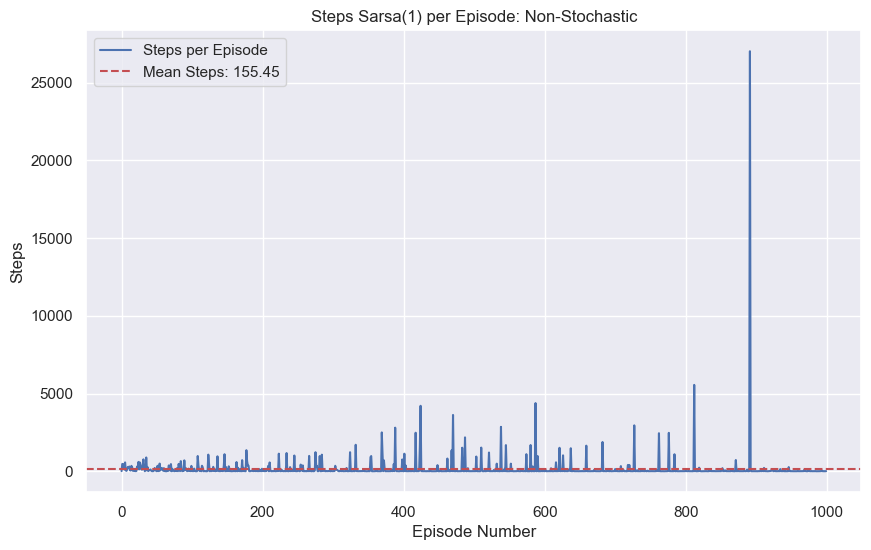 Steps Sarsa(1) per Episode: Non-Stochastic
Steps per Episode
Mean Steps: 155.45
25000
20000
15000
10000
5000
0
Steps
0 200 400 600 800 1000
Episode Number